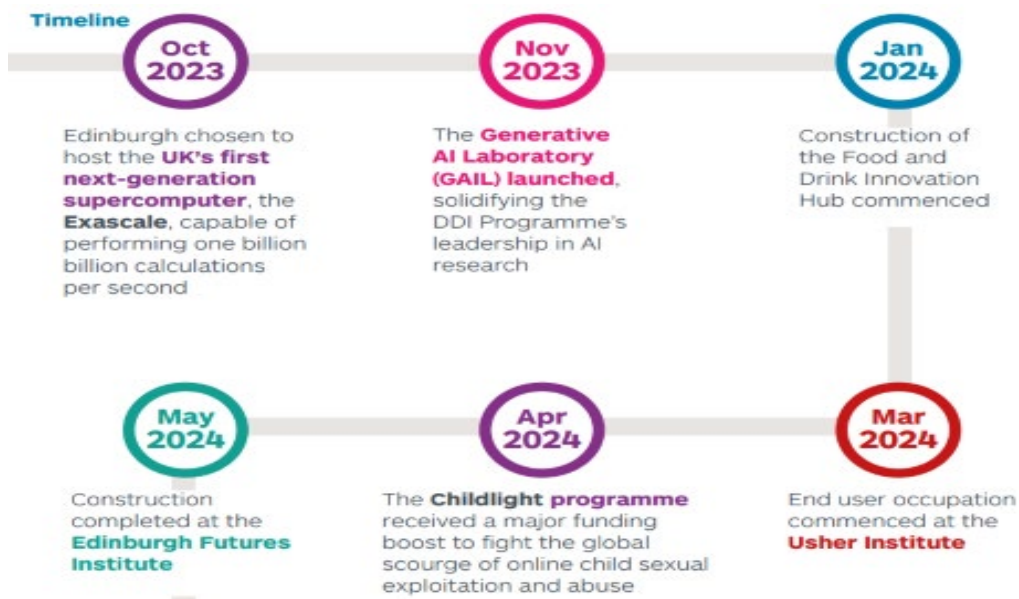 Timeline
Oct
2023
Edinburgh chosen to
host the UK's first
next-generation
supercomputer, the
Exascale, capable of
performing one billion
billion calculations
per second
Nov
2023
The Generative
AI Laboratory
(GAIL) launched,
solidifying the
DDI Programme's
leadership in AI
research
Jan
2024
Construction of
the Food and
Drink Innovation
Hub commenced
Mar
2024
End user occupation
commenced at the
Usher Institute
Apr
2024
The Childlight programme
received a major funding
boost to fight the global
scourge of online child sexual
exploitation and abuse
May
2024
Construction
completed at the
Edinburgh Futures
Institute